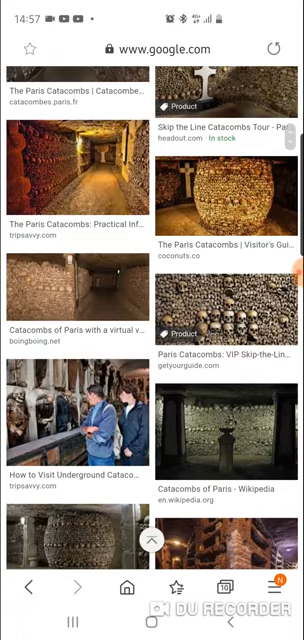 14:57
www.google.com
The Paris Catacombs | Catacombe...
catacombes.paris.fr
Product
Skip the Line Catacombs Tour - Par
headout.com · In stock
The Paris Catacombs: Practical Inf...
tripsavvy.com
The Paris Catacombs | Visitor's Gui...
coconuts.co
Catacombs of Paris with a virtual v...
boingboing.net
Product
Paris Catacombs: VIP Skip-the-Lin...
getyourguide.com
How to Visit Underground Cataco...
tripsavvy.com
Catacombs of Paris - Wikipedia
en.wikipedia.org
10
N
DU RECORDER